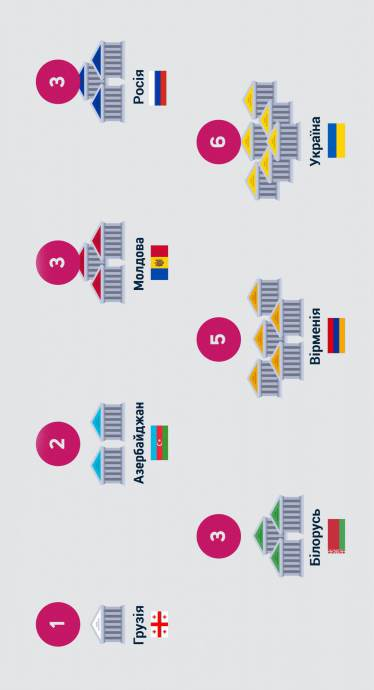 1 2 3 3
Грузія Азербайджан Молдова Росія
3 5 6
Білорусь Вірменія Україна